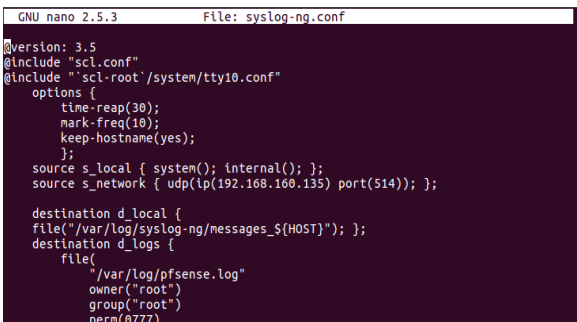 GNU nano 2.5.3 File: syslog-ng.conf
@version: 3.5
@include "scl.conf"
@include "`scl-root`/system/tty10.conf"
options {
time-reap(30);
mark-freq(10);
keep-hostname(yes);
};
source s_local { system(); internal(); };
source s_network { udp(ip(192.168.160.135) port(514)); };
destination d_local {
file("/var/log/syslog-ng/messages_${HOST}"); };
destination d_logs {
file(
"/var/log/pfsense.log"
owner("root")
group("root")
perm(0777)